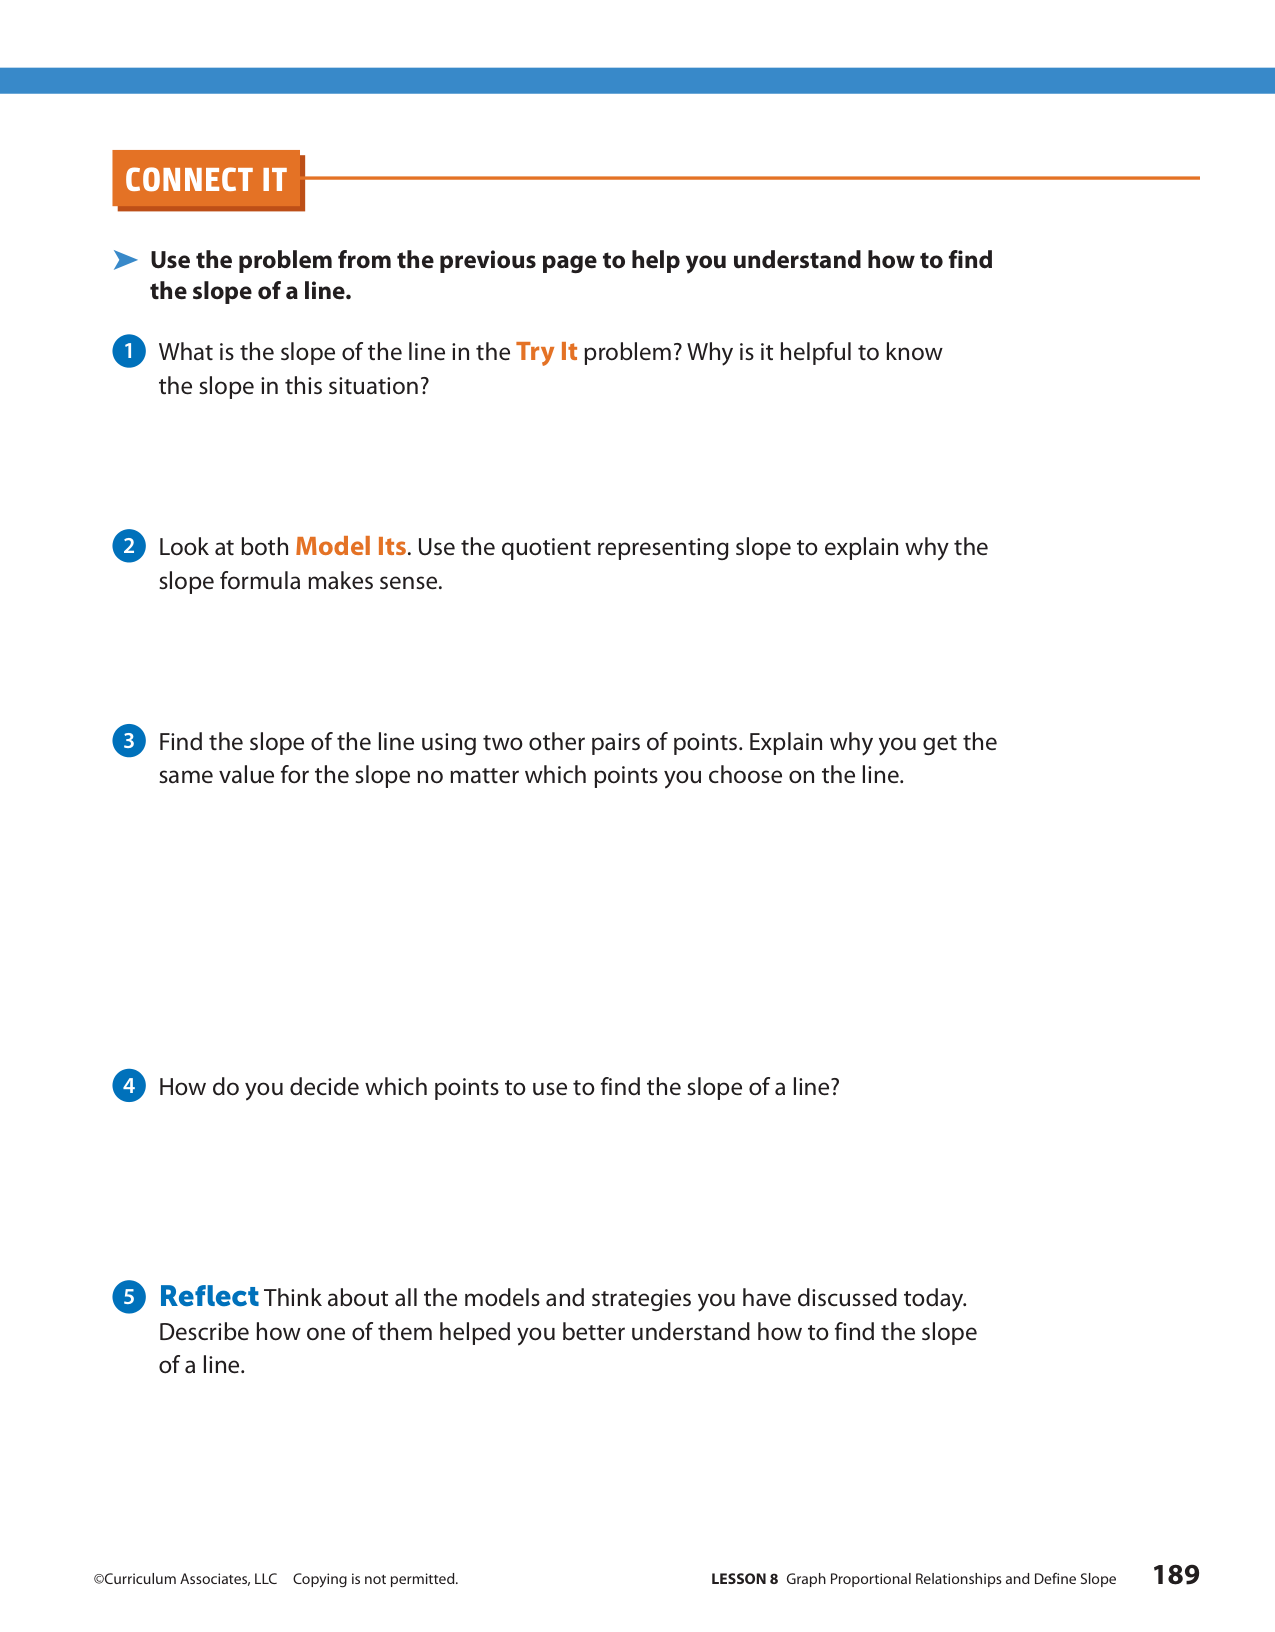 CONNECT IT
Use the problem from the previous page to help you understand how to find
the slope of a line.
1 What is the slope of the line in the Try It problem? Why is it helpful to know
the slope in this situation?
2 Look at both Model Its. Use the quotient representing slope to explain why the
slope formula makes sense.
3 Find the slope of the line using two other pairs of points. Explain why you get the
same value for the slope no matter which points you choose on the line.
4 How do you decide which points to use to find the slope of a line?
5 Reflect Think about all the models and strategies you have discussed today.
Describe how one of them helped you better understand how to find the slope
of a line.
©Curriculum Associates, LLC Copying is not permitted. LESSON 8 Graph Proportional Relationships and Define Slope 189